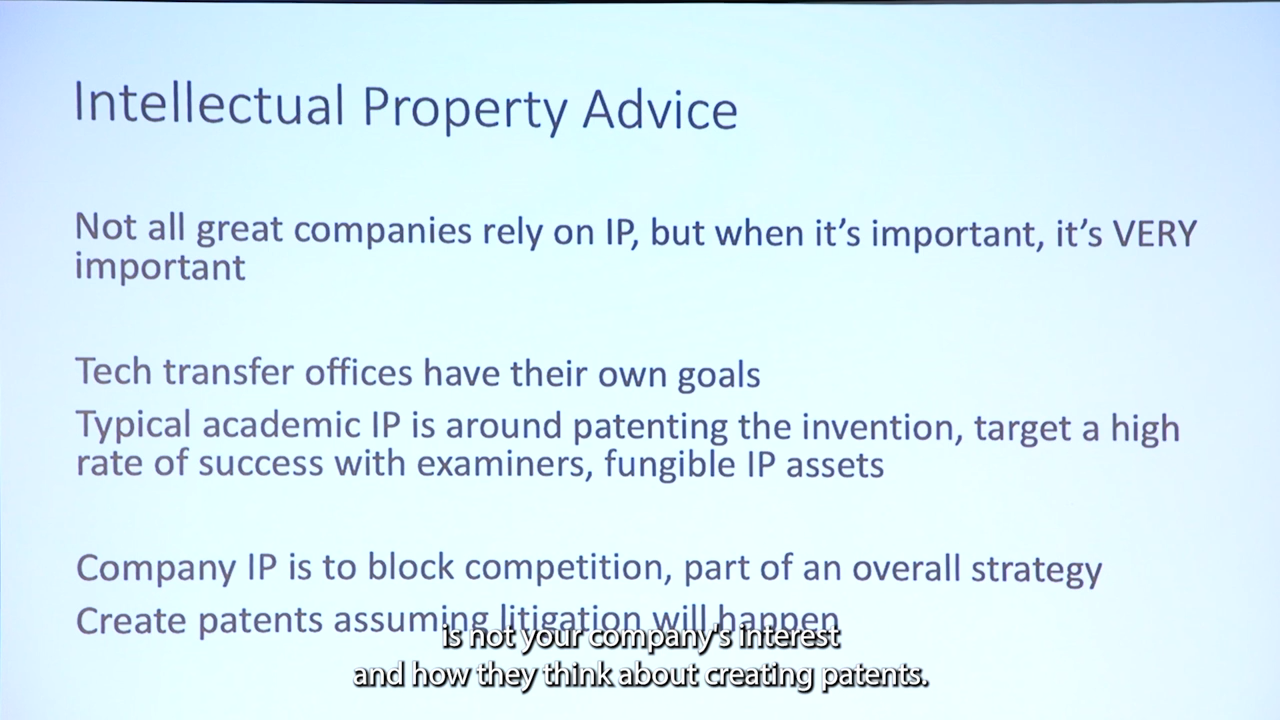 Intellectual Property Advice
Not all great companies rely on IP, but when it's important, it's VERY
important
Tech transfer offices have their own goals
Typical academic IP is around patenting the invention, target a high
rate of success with examiners, fungible IP assets
Company IP is to block competition, part of an overall strategy
Create patents assuming litigation will happen
is not your company's interest
and how they think about creating patents.